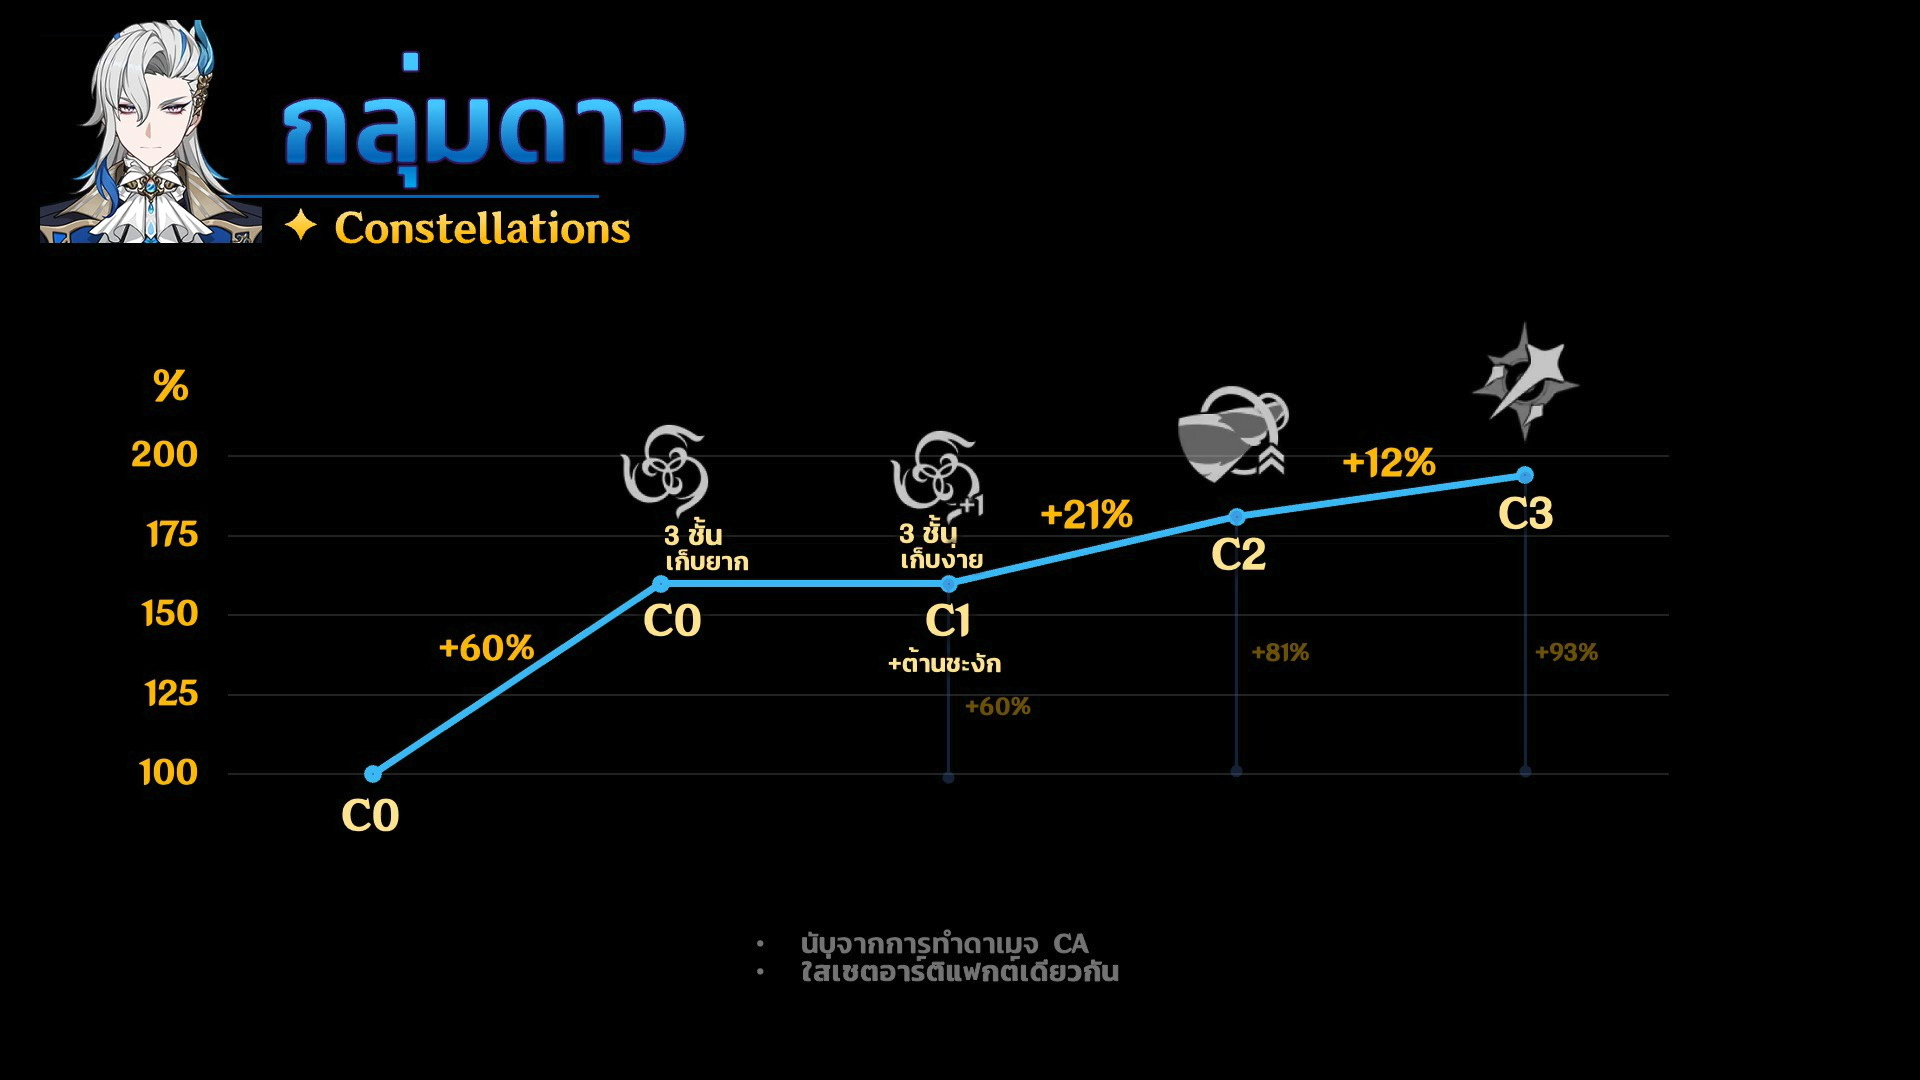 กลุ่มดาว
Constellations
%
200
175
150
125
100
+60%
+21%
+12%
3 ชั้น
เก็บยาก
+1
3 ชั้น
เก็บง่าย
C0
C0
C1
+ต้านชะงัก
C2
C3
+60%
+81%
+93%
• นับจากการทำดาเมจ CA
• ใส่เซตอาร์ติแฟกต์เดียวกัน